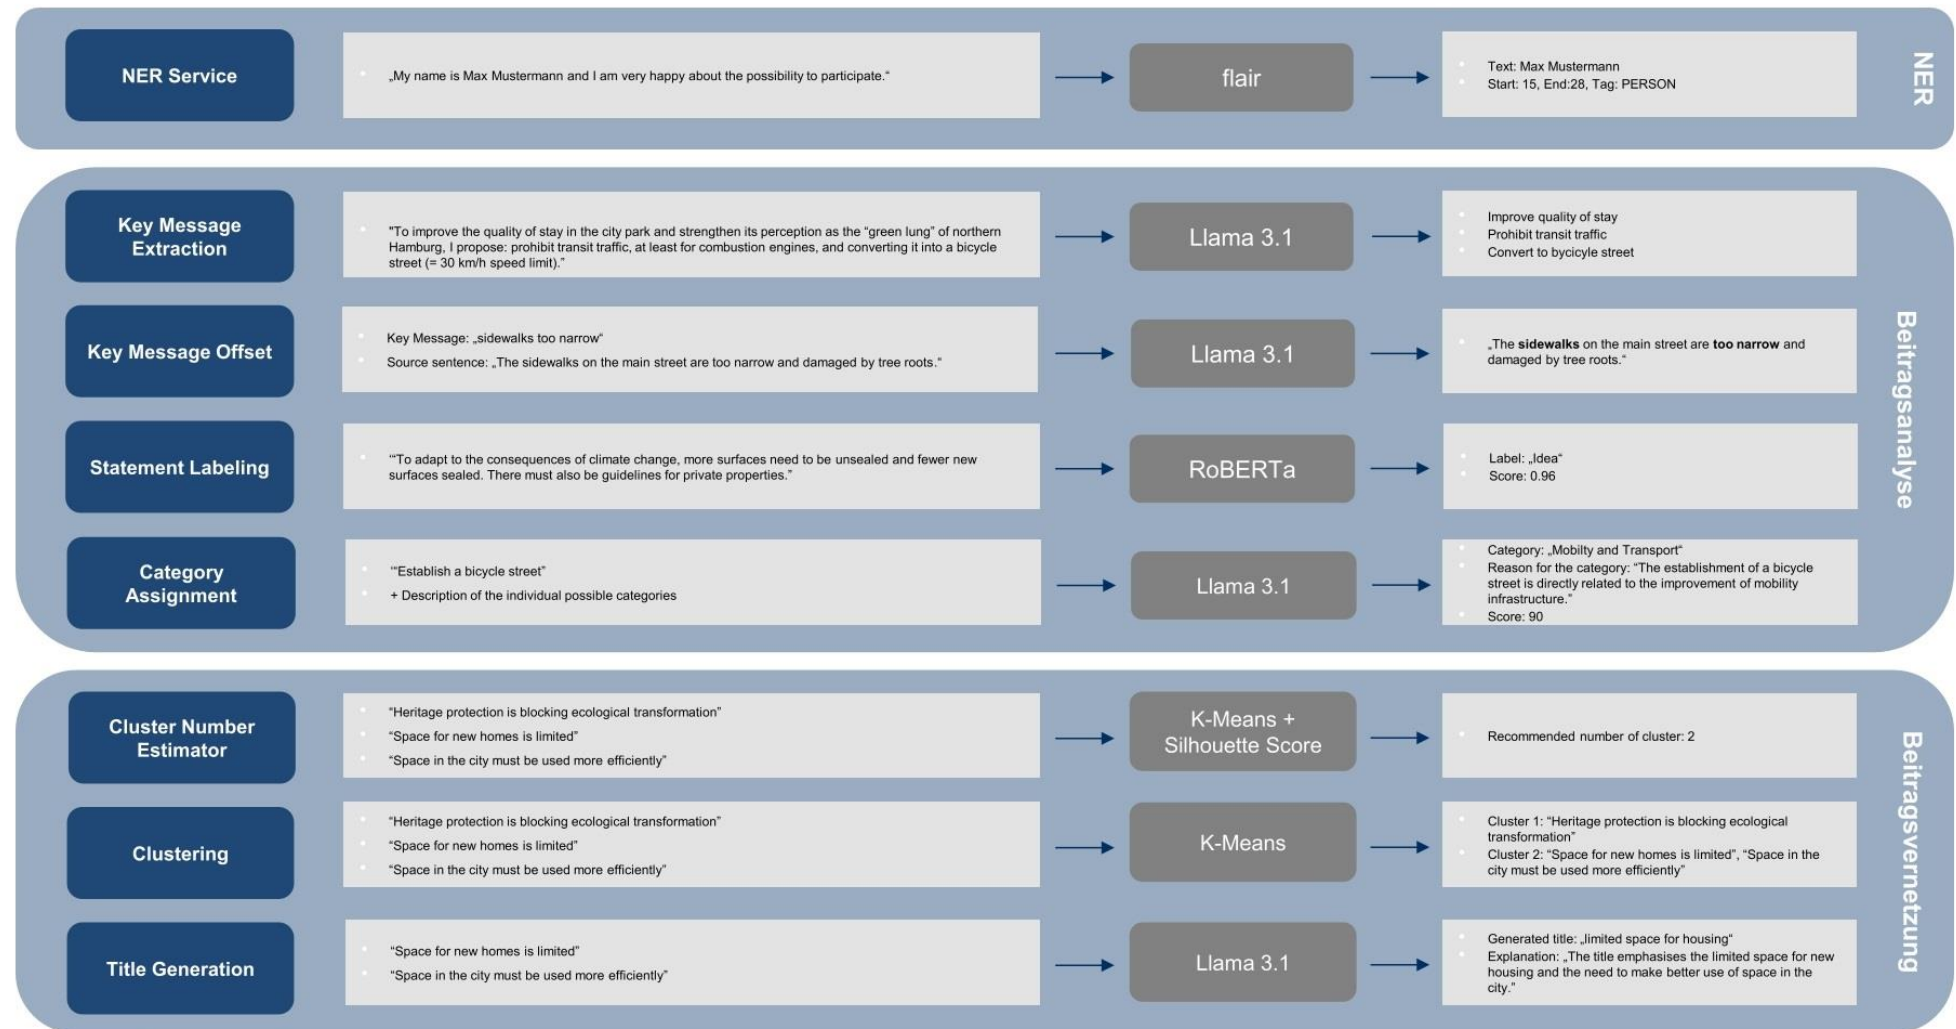 NER Service
„My name is Max Mustermann and I am very happy about the possibility to participate.“
flair
Text: Max Mustermann
Start: 15, End:28, Tag: PERSON
NER
Key Message
Extraction
"To improve the quality of stay in the city park and strengthen its perception as the “green lung” of northern
Hamburg, I propose: prohibit transit traffic, at least for combustion engines, and converting it into a bicycle
street (= 30 km/h speed limit).”
Llama 3.1
Improve quality of stay
Prohibit transit traffic
Convert to bycicyle street
Key Message Offset
Key Message: „sidewalks too narrow“
Source sentence: „The sidewalks on the main street are too narrow and damaged by tree roots.“
Llama 3.1
„The sidewalks on the main street are too narrow and
damaged by tree roots.“
Statement Labeling
‘“To adapt to the consequences of climate change, more surfaces need to be unsealed and fewer new
surfaces sealed. There must also be guidelines for private properties.”
RoBERTa
Label: „Idea“
Score: 0.96
Category
Assignment
‘“Establish a bicycle street”
+ Description of the individual possible categories
Llama 3.1
Category: „Mobilty and Transport“
Reason for the category: “The establishment of a bicycle
street is directly related to the improvement of mobility
infrastructure.”
Score: 90
Beitragsanalyse
Cluster Number
Estimator
“Heritage protection is blocking ecological transformation”
“Space for new homes is limited”
“Space in the city must be used more efficiently”
K-Means +
Silhouette Score
Recommended number of cluster: 2
Clustering
“Heritage protection is blocking ecological transformation”
“Space for new homes is limited”
“Space in the city must be used more efficiently”
K-Means
Cluster 1: “Heritage protection is blocking ecological
transformation”
Cluster 2: “Space for new homes is limited”, “Space in the
city must be used more efficiently”
Title Generation
“Space for new homes is limited”
“Space in the city must be used more efficiently”
Llama 3.1
Generated title: „limited space for housing“
Explanation: „The title emphasises the limited space for new
housing and the need to make better use of space in the
city.”
Beitragsvernetzung